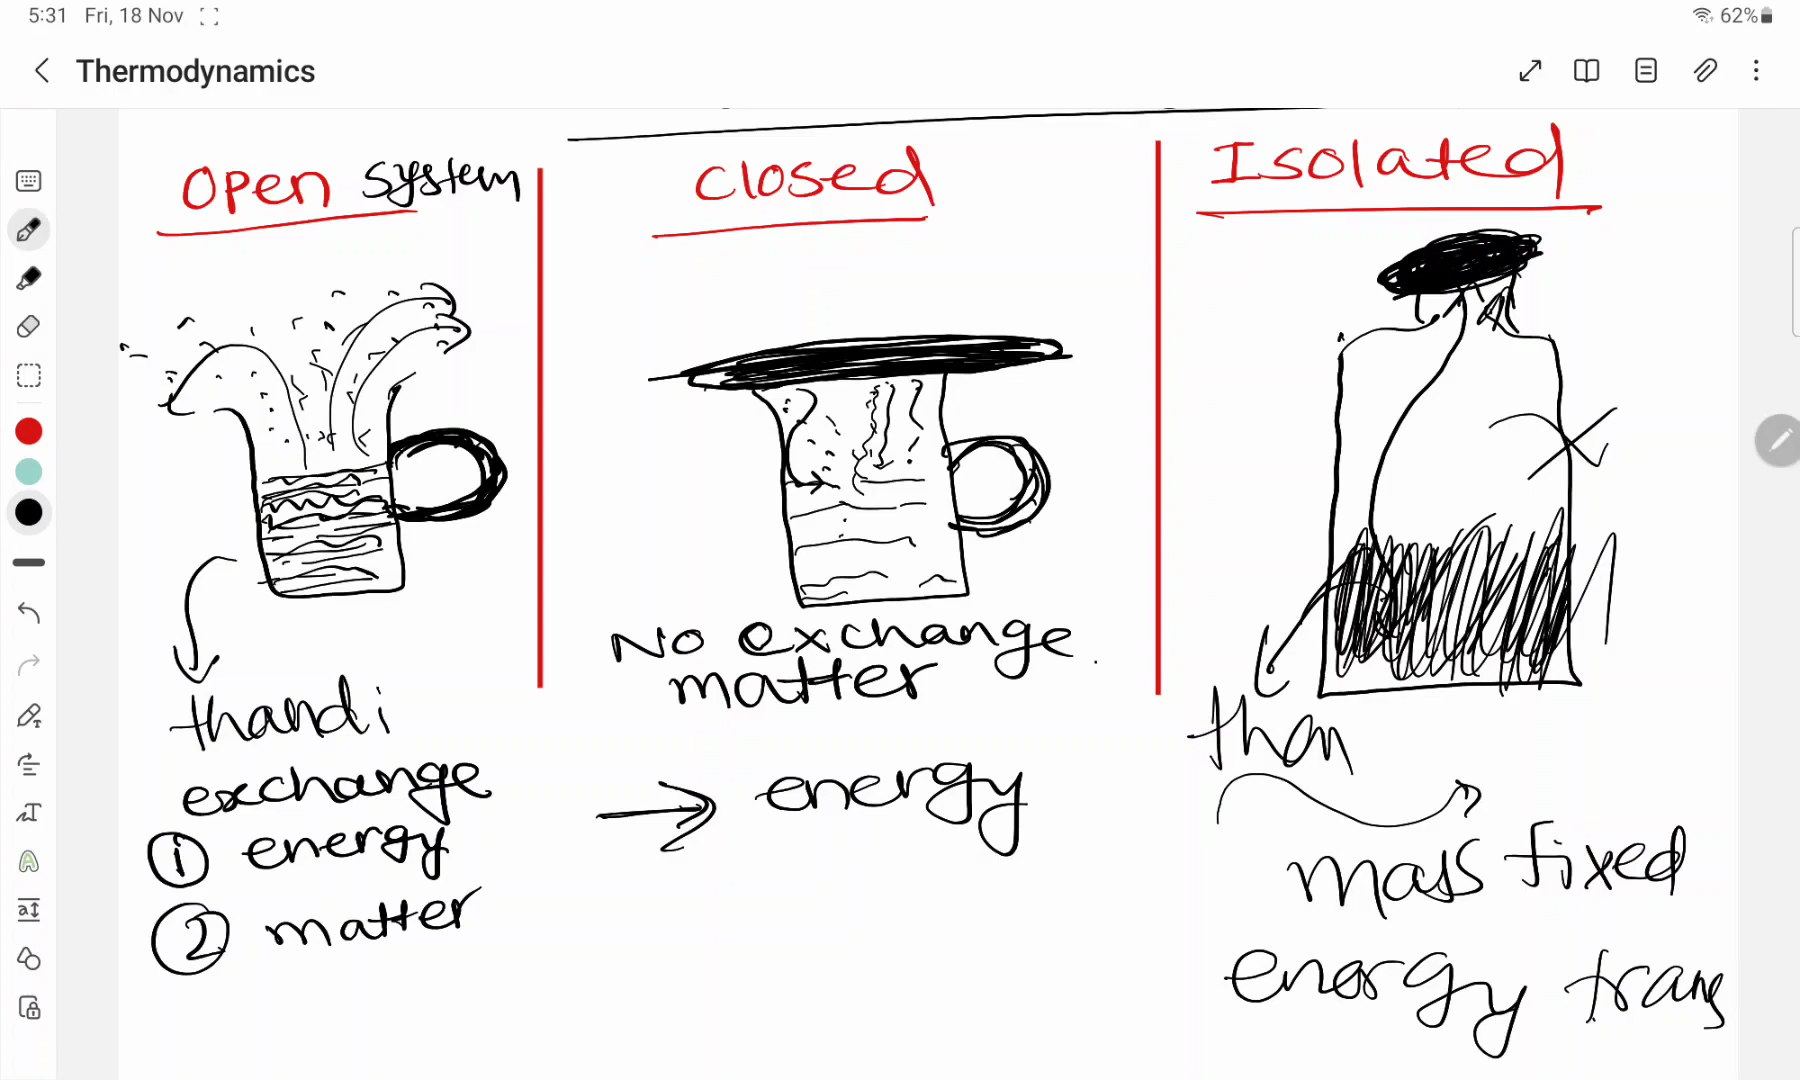 5:31 Fri, 18 Nov
62%
Thermodynamics
Open system
Closed
Isolated
thandi
exchange
① energy
② matter
No exchange
matter
→ energy
than
mass fixed
energy trans